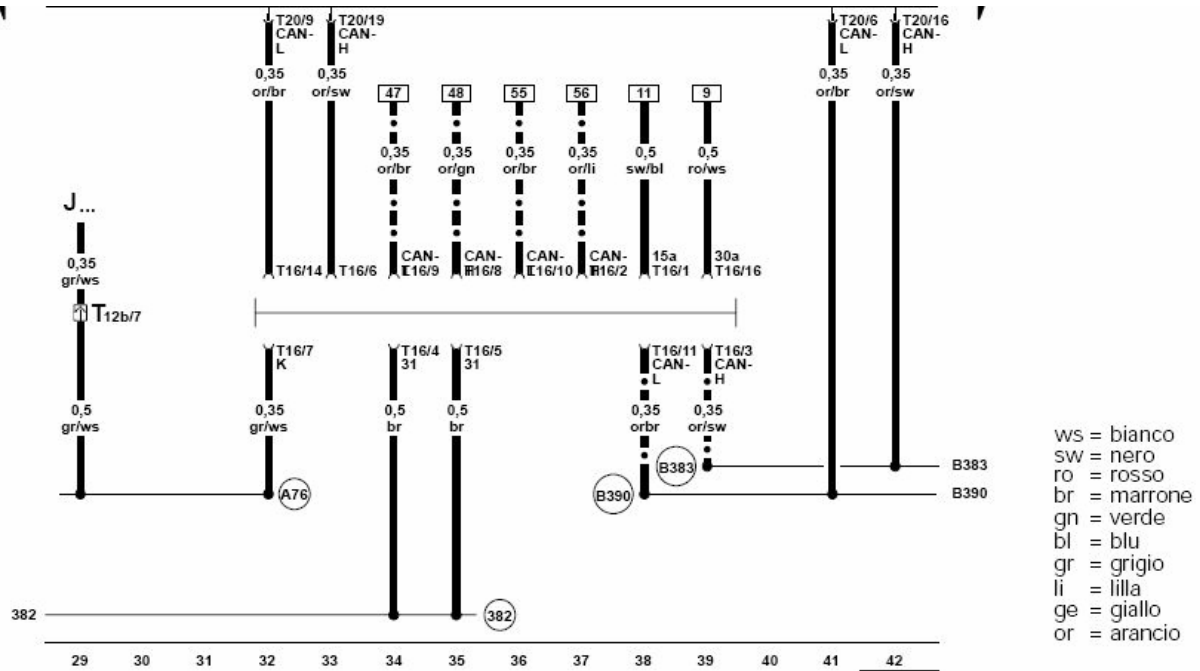 T20/9
CAN-
L
T20/19
CAN-
H
T20/6
CAN-
L
T20/16
CAN-
H
0,35
or/br
0,35
or/sw
0,35
or/br
0,35
or/sw
47
48
55
56
11
9
0,35
or/br
0,35
or/gn
0,35
or/br
0,35
or/li
0,5
sw/bl
0,5
ro/ws
J...
0,35
gr/ws
T12b/7
T16/14
T16/6
CAN-
T16/9
CAN-
T16/8
CAN-
T16/10
CAN-
T16/2
15a
T16/1
30a
T16/16
T16/7
K
T16/4
31
T16/5
31
T16/11
CAN-
L
T16/3
CAN-
H
0,5
gr/ws
0,35
gr/ws
0,5
br
0,5
br
0,35
orbr
0,35
or/sw
B383
B383
A76
B390
B390
382
382
29 30 31 32 33 34 35 36 37 38 39 40 41 42
ws = bianco
sw = nero
ro = rosso
br = marrone
gn = verde
bl = blu
gr = grigio
li = lilla
ge = giallo
or = arancio